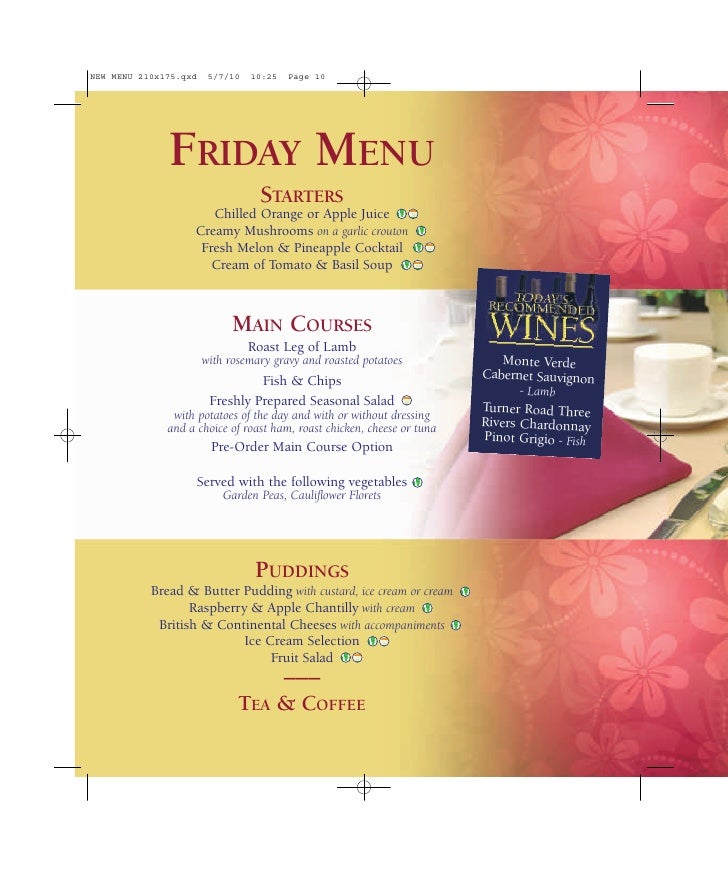 NEW MENU 210x175.qxd 5/7/10 10:25 Page 10
FRIDAY MENU
STARTERS
Chilled Orange or Apple Juice
Creamy Mushrooms on a garlic crouton
Fresh Melon & Pineapple Cocktail
Cream of Tomato & Basil Soup
MAIN COURSES
Roast Leg of Lamb
with rosemary gravy and roasted potatoes
Fish & Chips
Freshly Prepared Seasonal Salad
with potatoes of the day and with or without dressing
and a choice of roast ham, roast chicken, cheese or tuna
Pre-Order Main Course Option
Served with the following vegetables
Garden Peas, Cauliflower Florets
TODAY'S
RECOMMENDED
WINES
Monte Verde
Cabernet Sauvignon
- Lamb
Turner Road Three
Rivers Chardonnay
Pinot Grigio - Fish
PUDDINGS
Bread & Butter Pudding with custard, ice cream or cream
Raspberry & Apple Chantilly with cream
British & Continental Cheeses with accompaniments
Ice Cream Selection
Fruit Salad
TEA & COFFEE